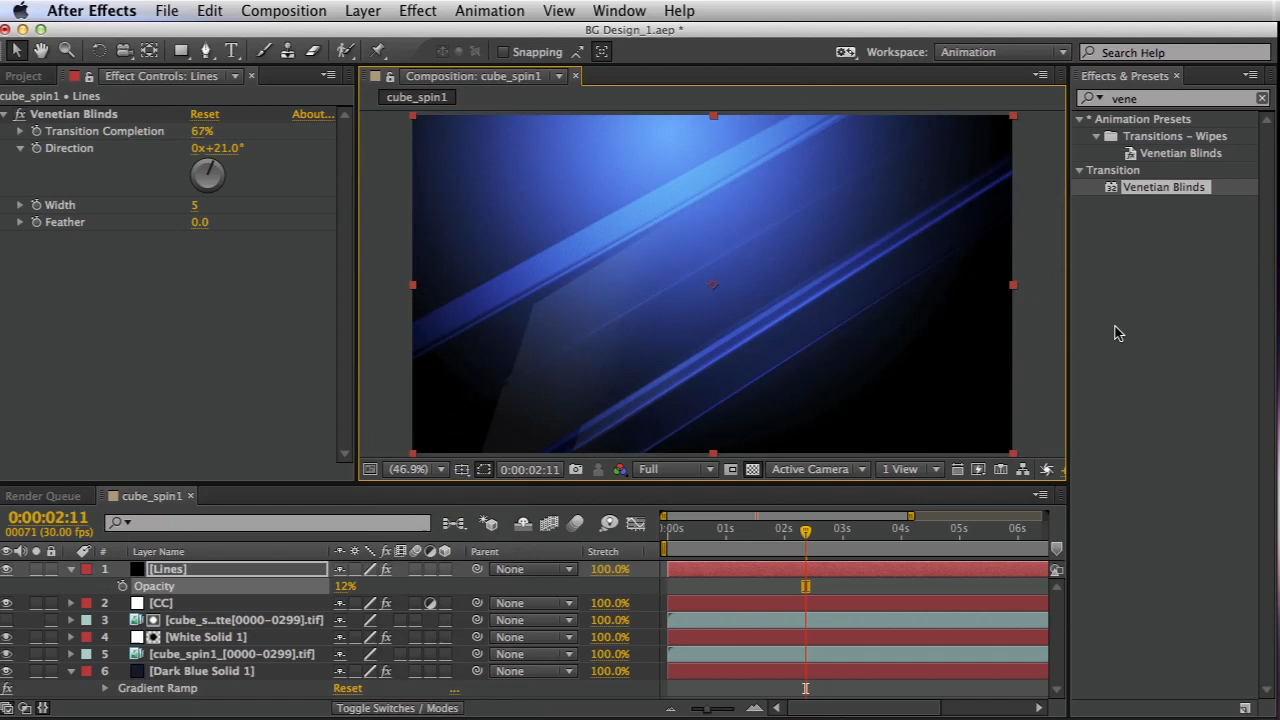 After Effects File Edit Composition Layer Effect Animation View Window Help
BG Design_1.aep *
Snapping Workspace: Animation Search Help
Project Effect Controls: Lines Composition: cube_spin1 Effects & Presets
cube_spin1 • Lines
cube_spin1
vene
fx Venetian Blinds Reset About...
Transition Completion 67%
Direction 0x+21.0°
Width 5
Feather 0.0
* Animation Presets
Transitions – Wipes
Venetian Blinds
Transition
Venetian Blinds
(46.9%) 0:00:02:11 Full Active Camera 1 View
Render Queue cube_spin1
0:00:02:11
00071 (30.00 fps)
):00s 01s 02s 03s 04s 05s 06s
# Layer Name Parent Stretch
1 [Lines] None 100.0%
Opacity 12%
2 [CC] None 100.0%
3 [cube_s...tte[0000-0299].tif] None 100.0%
4 [White Solid 1] None 100.0%
5 [cube_spin1_[0000-0299].tif] None 100.0%
6 [Dark Blue Solid 1] None 100.0%
fx Gradient Ramp Reset ...
Toggle Switches / Modes